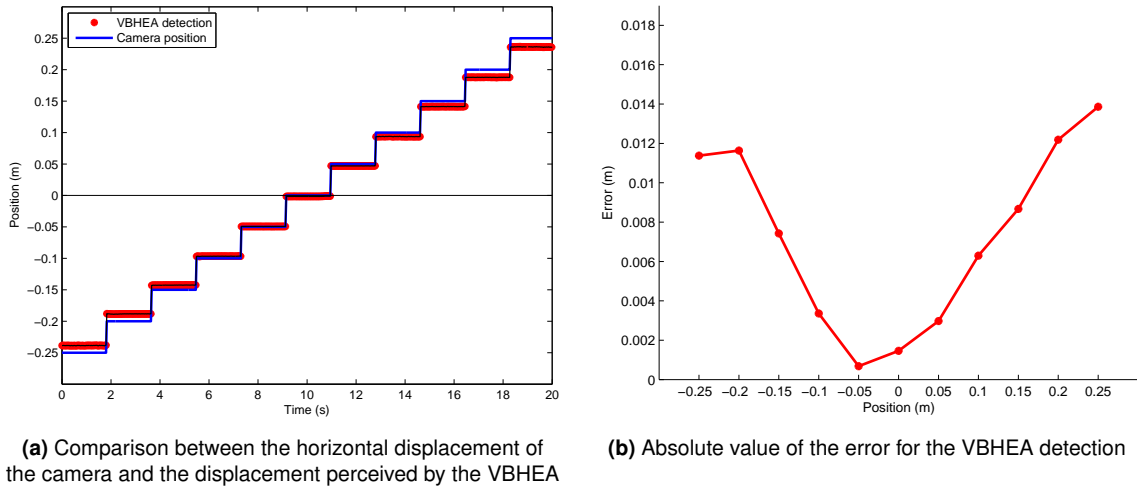 VBHEA detection
Camera position
0.25
0.2
0.15
0.1
0.05
0
−0.05
−0.1
−0.15
−0.2
−0.25
Position (m)
0 2 4 6 8 10 12 14 16 18 20
Time (s)
(a) Comparison between the horizontal displacement of
the camera and the displacement perceived by the VBHEA
0.018
0.016
0.014
0.012
0.01
0.008
0.006
0.004
0.002
0
Error (m)
−0.25 −0.2 −0.15 −0.1 −0.05 0 0.05 0.1 0.15 0.2 0.25
Position (m)
(b) Absolute value of the error for the VBHEA detection